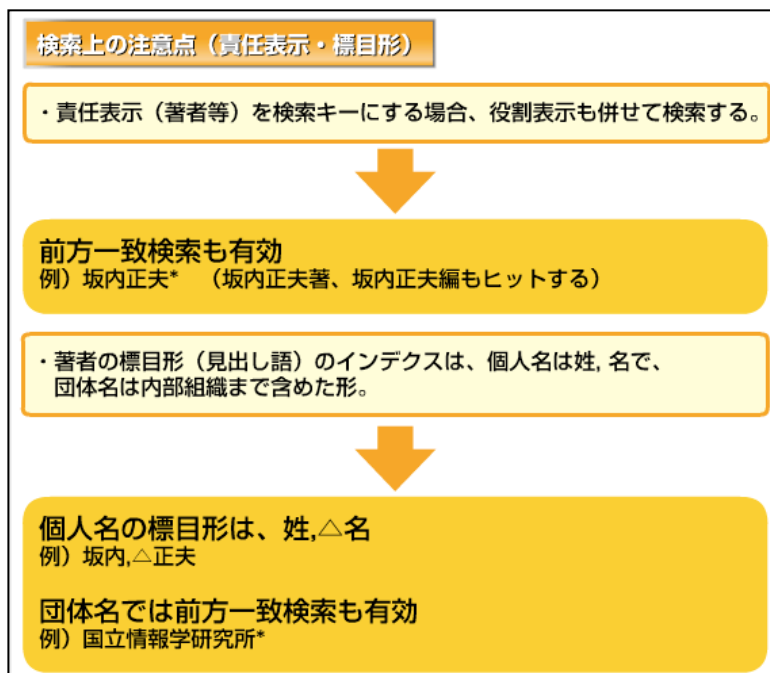 検索上の注意点（責任表示・標目形）
・責任表示（著者等）を検索キーにする場合、役割表示も併せて検索する。
前方一致検索も有効
例）坂内正夫* （坂内正夫著、坂内正夫編もヒットする）
・著者の標目形（見出し語）のインデクスは、個人名は姓, 名で、
団体名は内部組織まで含めた形。
個人名の標目形は、姓,△名
例）坂内,△正夫
団体名では前方一致検索も有効
例）国立情報学研究所*